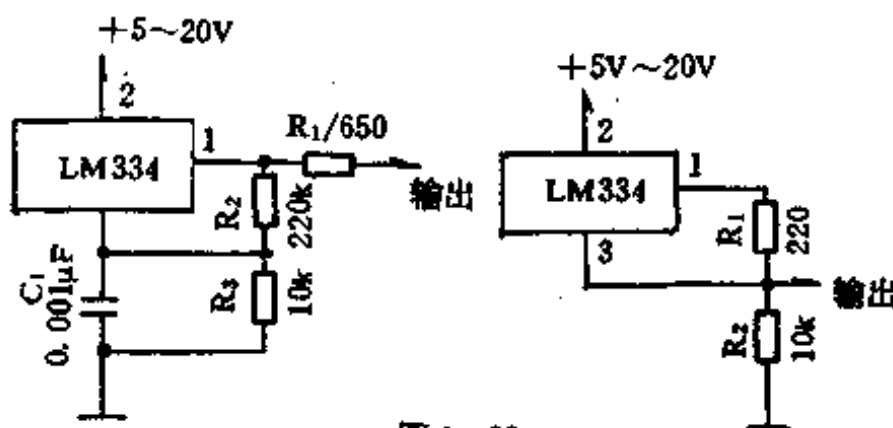 +5～20V
2
LM334
1
R₁/650
输出
R₂
220k
R₃
10k
C₁
0.001μF
+5V～20V
2
LM334
1
3
R₁
220
输出
R₂
10k